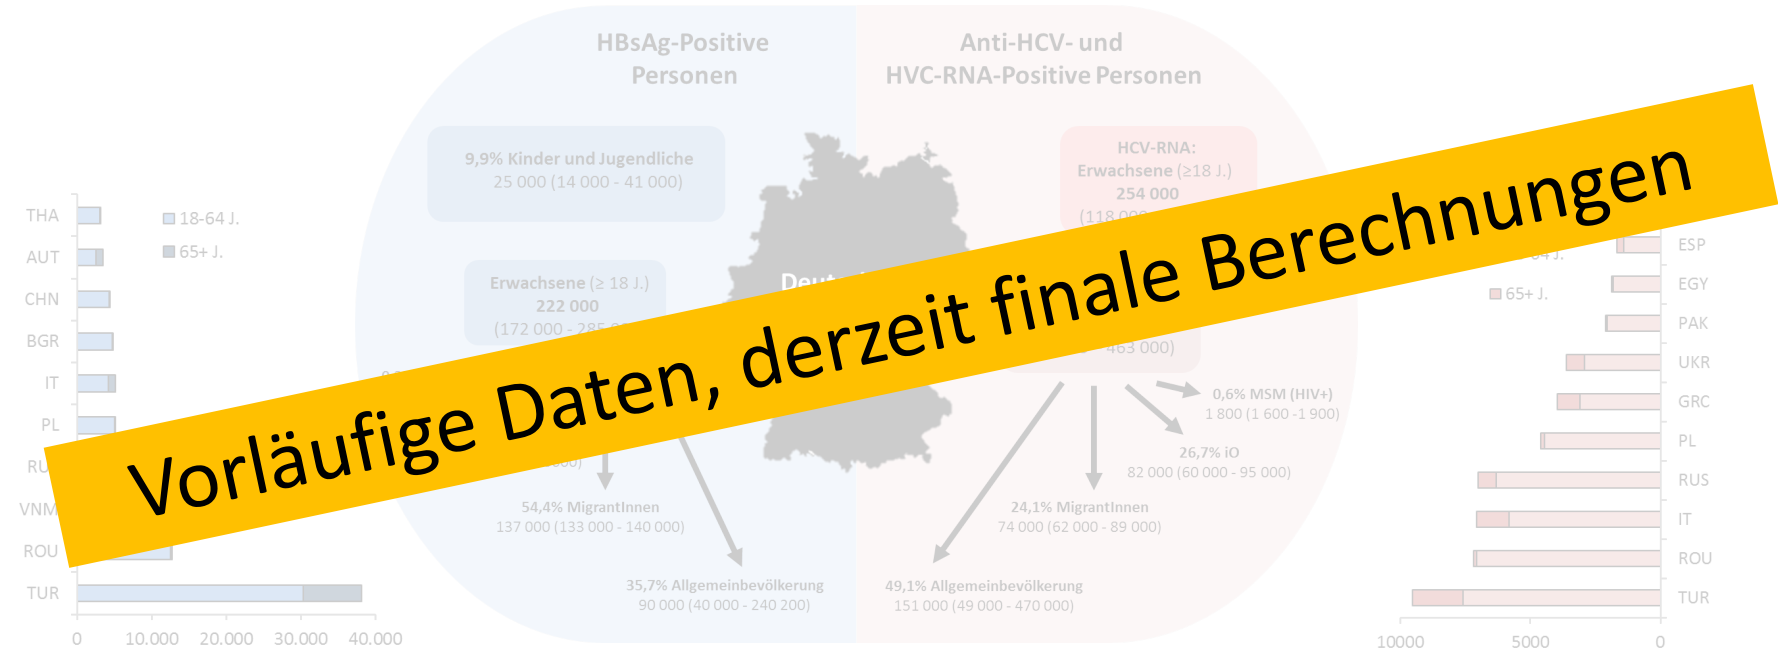 HBsAg-Positive
Personen
Anti-HCV- und
HVC-RNA-Positive Personen
9,9% Kinder und Jugendliche
25 000 (14 000 - 41 000)
HCV-RNA:
Erwachsene (≥18 J.)
254 000
Erwachsene (≥ 18 J.)
222 000
(172 000 -
463 000)
Vorläufige Daten, derzeit finale Berechnungen
0,6% MSM (HIV+)
1 800 (1 600 -1 900)
26,7% iO
82 000 (60 000 - 95 000)
54,4% MigrantInnen
137 000 (133 000 - 140 000)
24,1% MigrantInnen
74 000 (62 000 - 89 000)
35,7% Allgemeinbevölkerung
90 000 (40 000 - 240 200)
49,1% Allgemeinbevölkerung
151 000 (49 000 - 470 000)
THA
AUT
CHN
BGR
IT
PL
VNM
ROU
TUR
18-64 J.
65+ J.
0
10.000
20.000
30.000
40.000
65+ J.
ESP
EGY
PAK
UKR
GRC
PL
RUS
IT
ROU
TUR
10000
5000
0